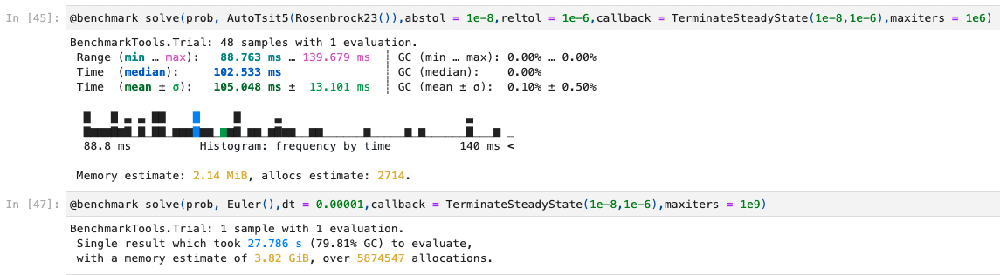 In [45]: @benchmark solve(prob, AutoTsit5(Rosenbrock23()),abstol = 1e-8,reltol = 1e-6,callback = TerminateSteadyState(1e-8,1e-6),maxiters = 1e6)
BenchmarkTools.Trial: 48 samples with 1 evaluation.
Range (min … max): 88.763 ms … 139.679 ms ┊ GC (min … max): 0.00% … 0.00%
Time (median): 102.533 ms ┊ GC (median): 0.00%
Time (mean ± σ): 105.048 ms ± 13.101 ms ┊ GC (mean ± σ): 0.10% ± 0.50%
88.8 ms Histogram: frequency by time 140 ms <
Memory estimate: 2.14 MiB, allocs estimate: 2714.
In [47]: @benchmark solve(prob, Euler(),dt = 0.00001,callback = TerminateSteadyState(1e-8,1e-6),maxiters = 1e9)
BenchmarkTools.Trial: 1 sample with 1 evaluation.
Single result which took 27.786 s (79.81% GC) to evaluate,
with a memory estimate of 3.82 GiB, over 5874547 allocations.